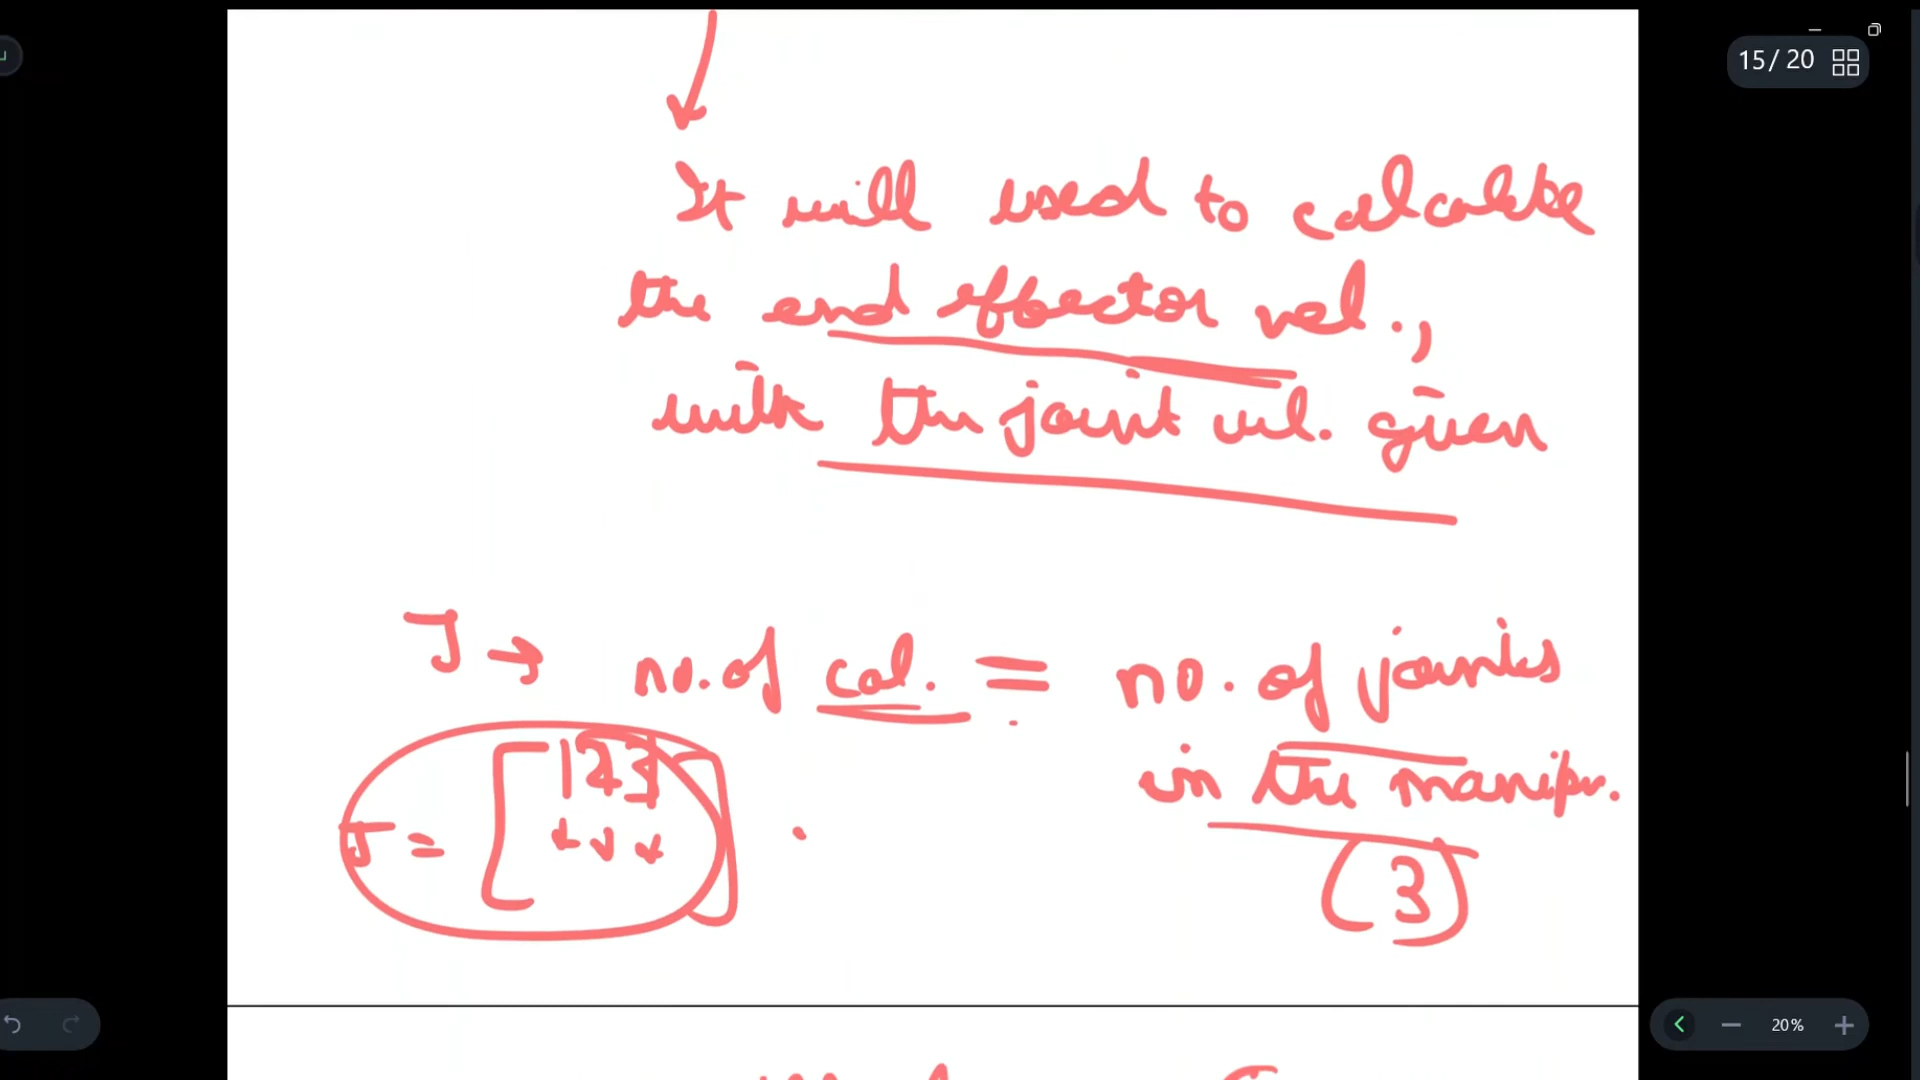 15/ 20
It will used to calculate
the end effector vel.,
with the joint vel. given
J → no. of col. = no. of joints
in the manipr.
J = [ 1 2 3
(3)
20%